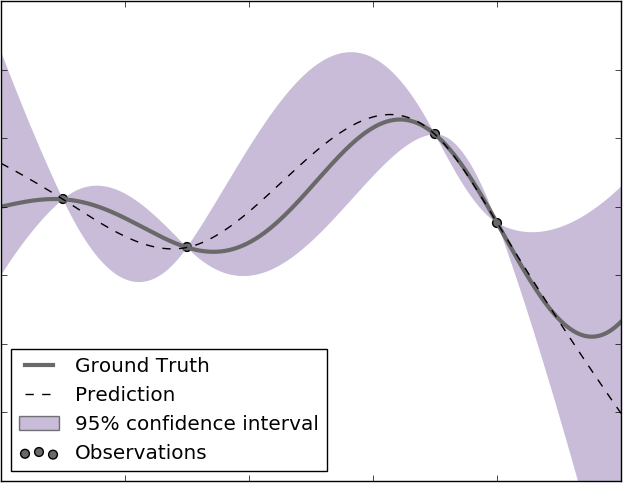 Ground Truth
Prediction
95% confidence interval
Observations